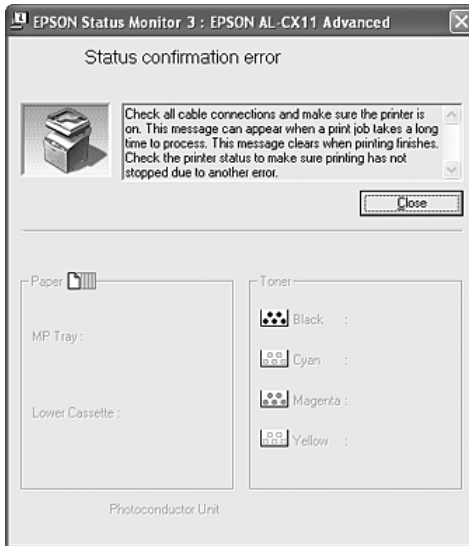 EPSON Status Monitor 3 : EPSON AL-CX11 Advanced
Status confirmation error
Check all cable connections and make sure the printer is
on. This message can appear when a print job takes a long
time to process. This message clears when printing finishes.
Check the printer status to make sure printing has not
stopped due to another error.
Close
Paper
MP Tray :
Lower Cassette :
Toner
Black :
Cyan :
Magenta :
Yellow :
Photoconductor Unit